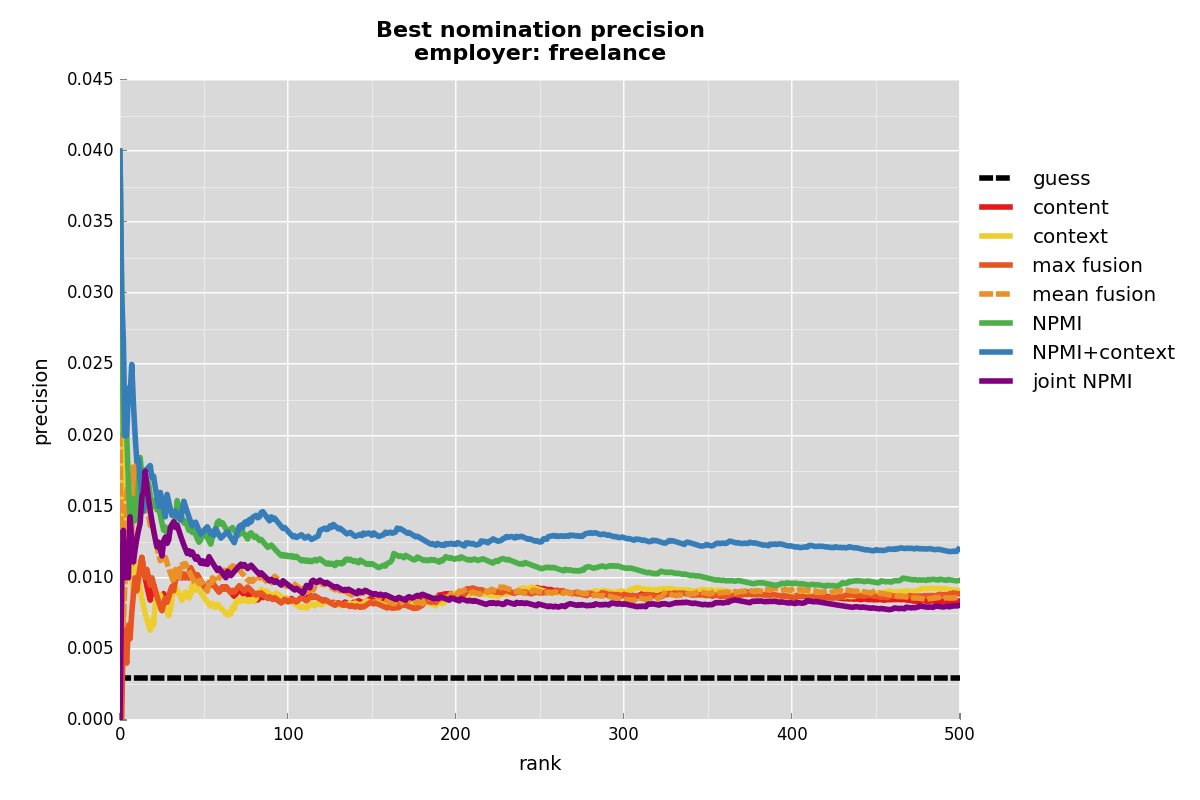 Best nomination precision
employer: freelance
0.045
0.040
0.035
0.030
0.025
0.020
0.015
0.010
0.005
0.000
precision
0 100 200 300 400 500
rank
guess
content
context
max fusion
mean fusion
NPMI
NPMI+context
joint NPMI